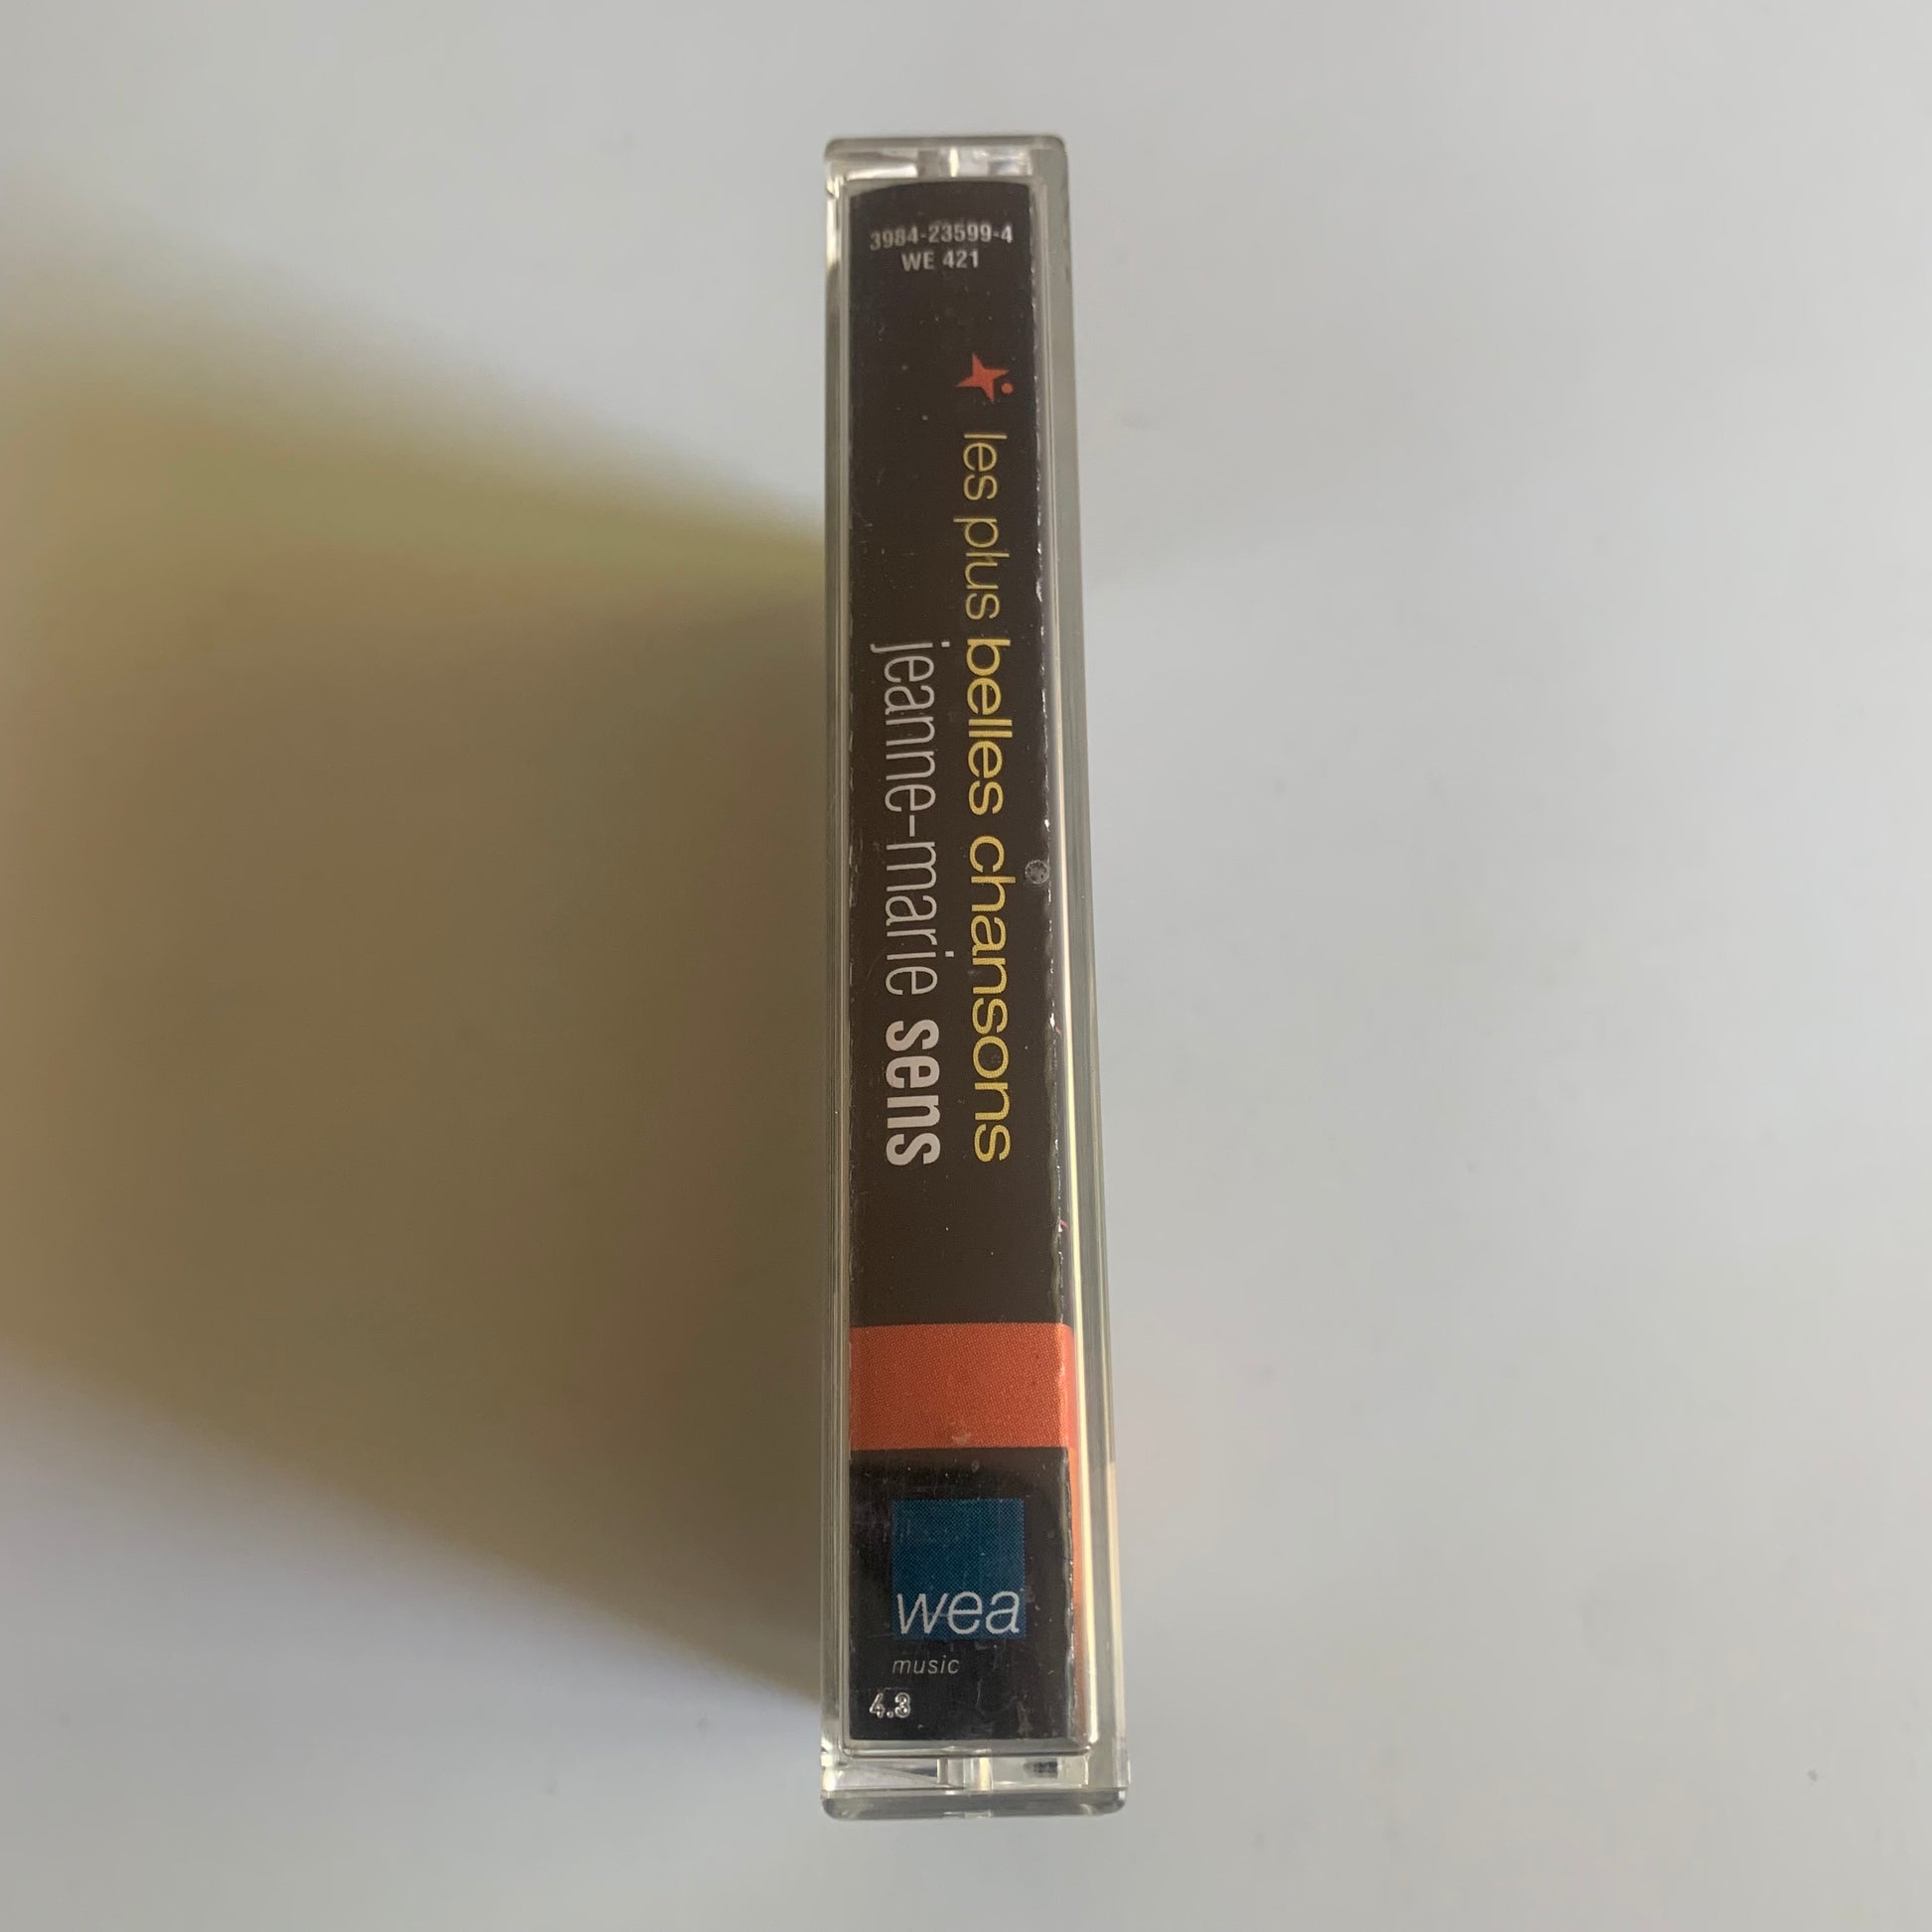 3984-23599-4
WE 421
les plus belles chansons
jeanne-marie sens
wea
music
4.3